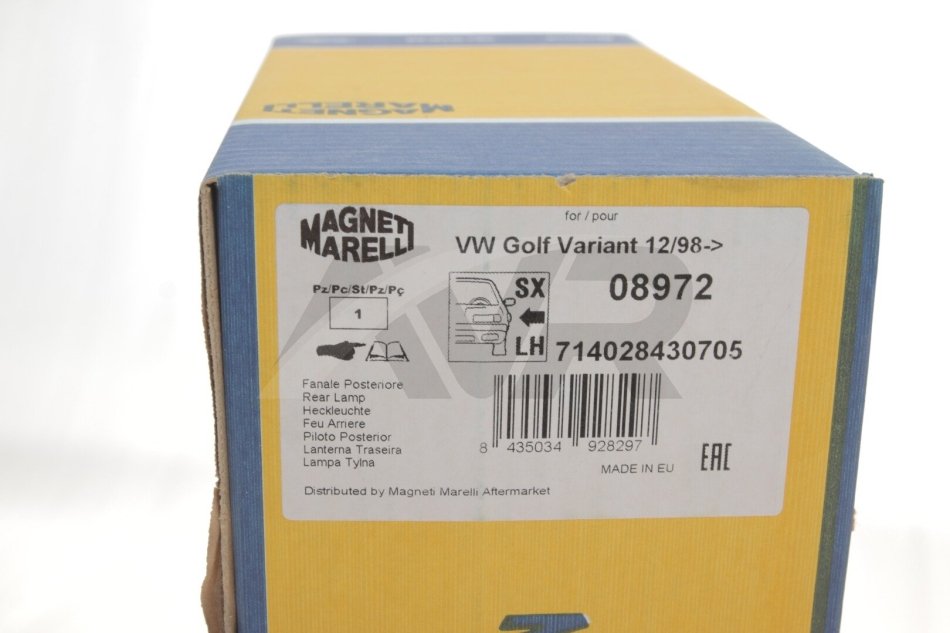 MAGNETI
MARELLI
MAGNETI
MARELLI
for / pour
VW Golf Variant 12/98->
Pz/Pc/St/Pz/Pç
1
SX
LH
08972
714028430705
Fanale Posteriore
Rear Lamp
Heckleuchte
Feu Arriere
Piloto Posterior
Lanterna Traseira
Lampa Tylna
8 435034 928297
MADE IN EU
EAC
Distributed by Magneti Marelli Aftermarket